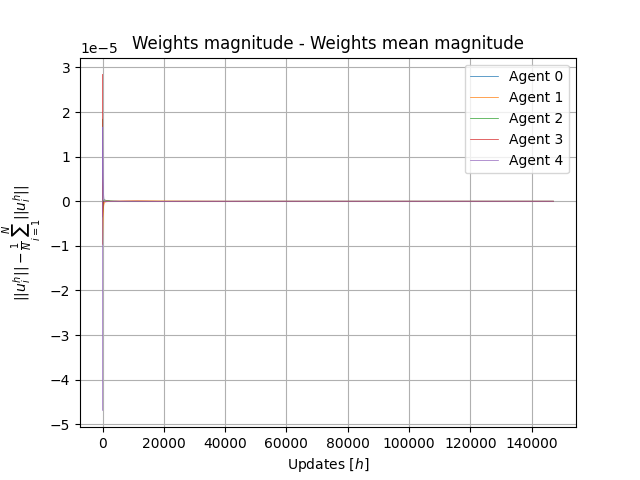 Weights magnitude - Weights mean magnitude
1e−5
3
2
1
0
−1
−2
−3
−4
−5
||u_i^h|| − \frac{1}{N} \sum_{i=1}^{N} ||u_i^h||
Agent 0
Agent 1
Agent 2
Agent 3
Agent 4
0 20000 40000 60000 80000 100000 120000 140000
Updates [h]